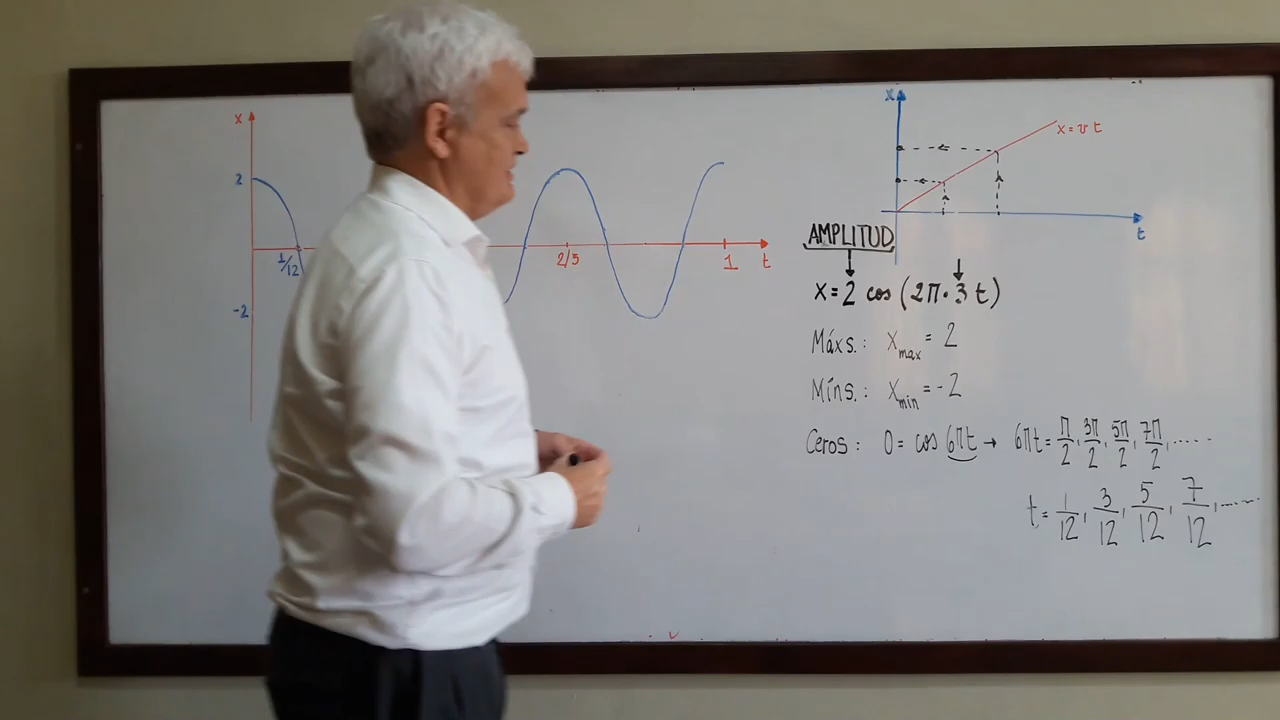 x
2
1/12
-2
2/3
1
t
x
x = v t
t
AMPLITUD
x = 2 cos (2π · 3 t)
Máxs.: x_max = 2
Míns.: x_min = -2
Ceros: 0 = cos 6πt → 6πt = π/2, 3π/2, 5π/2, 7π/2, .....
t = 1/12, 3/12, 5/12, 7/12, ......